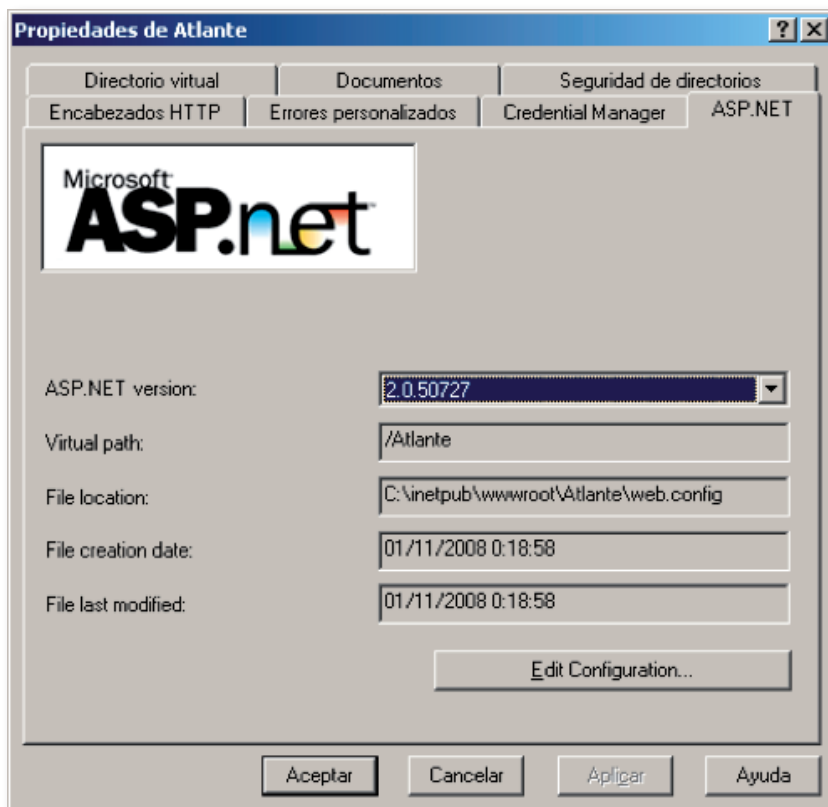 Propiedades de Atlante
Directorio virtual
Documentos
Seguridad de directorios
Encabezados HTTP
Errores personalizados
Credential Manager
ASP.NET
Microsoft
ASP.net
ASP.NET version:
2.0.50727
Virtual path:
/Atlante
File location:
C:\inetpub\wwwroot\Atlante\web.config
File creation date:
01/11/2008 0:18:58
File last modified:
01/11/2008 0:18:58
Edit Configuration...
Aceptar
Cancelar
Aplicar
Ayuda